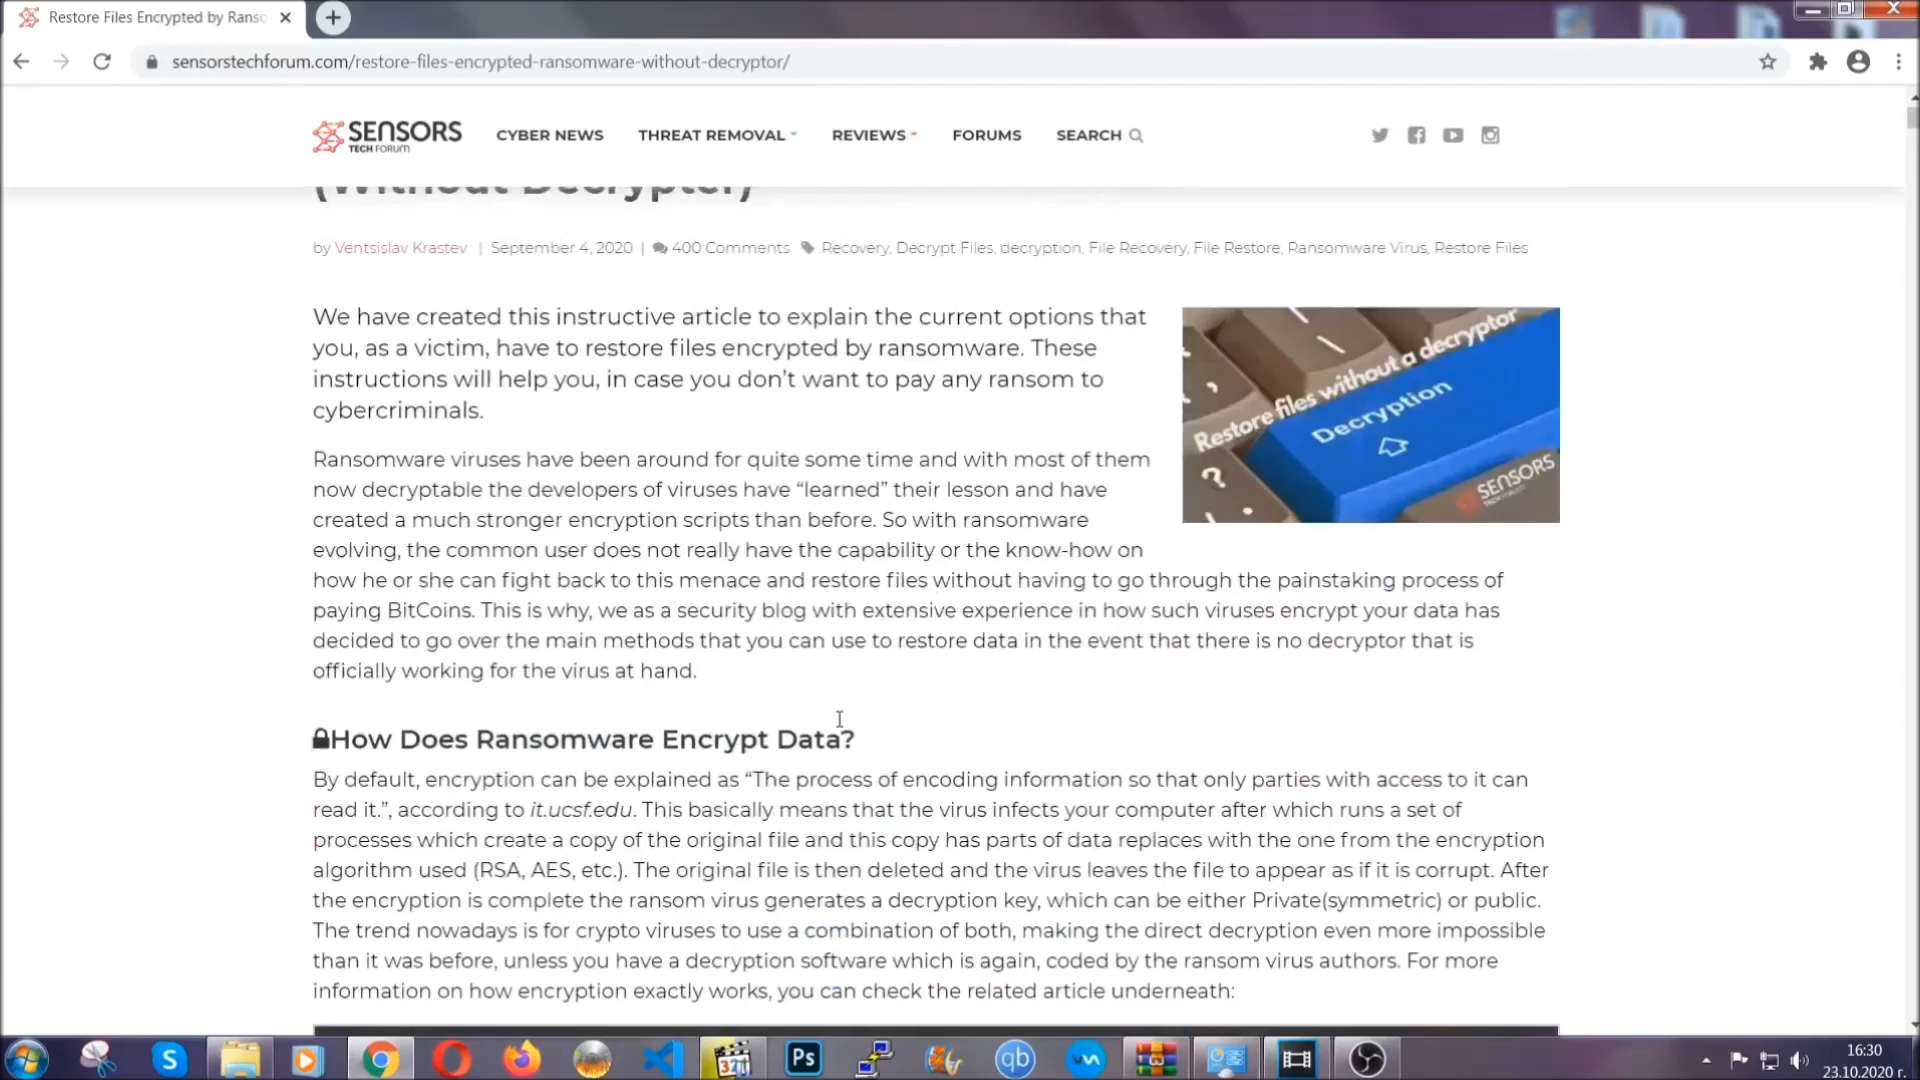 Restore Files Encrypted by Ranso
sensorstechforum.com/restore-files-encrypted-ransomware-without-decryptor/
SENSORS
TECH FORUM
CYBER NEWS
THREAT REMOVAL
REVIEWS
FORUMS
SEARCH
(Without Decrypter)
by Ventsislav Krastev | September 4, 2020 | 400 Comments Recovery, Decrypt Files, decryption, File Recovery, File Restore, Ransomware Virus, Restore Files
We have created this instructive article to explain the current options that
you, as a victim, have to restore files encrypted by ransomware. These
instructions will help you, in case you don't want to pay any ransom to
cybercriminals.
Restore files without a decryptor
Decryption
SENSORS
Ransomware viruses have been around for quite some time and with most of them
now decryptable the developers of viruses have “learned” their lesson and have
created a much stronger encryption scripts than before. So with ransomware
evolving, the common user does not really have the capability or the know-how on
how he or she can fight back to this menace and restore files without having to go through the painstaking process of
paying BitCoins. This is why, we as a security blog with extensive experience in how such viruses encrypt your data has
decided to go over the main methods that you can use to restore data in the event that there is no decryptor that is
officially working for the virus at hand.
How Does Ransomware Encrypt Data?
By default, encryption can be explained as “The process of encoding information so that only parties with access to it can
read it.”, according to it.ucsf.edu. This basically means that the virus infects your computer after which runs a set of
processes which create a copy of the original file and this copy has parts of data replaces with the one from the encryption
algorithm used (RSA, AES, etc.). The original file is then deleted and the virus leaves the file to appear as if it is corrupt. After
the encryption is complete the ransom virus generates a decryption key, which can be either Private(symmetric) or public.
The trend nowadays is for crypto viruses to use a combination of both, making the direct decryption even more impossible
than it was before, unless you have a decryption software which is again, coded by the ransom virus authors. For more
information on how encryption exactly works, you can check the related article underneath:
S
Ps
qb
16:30
23.10.2020 г.